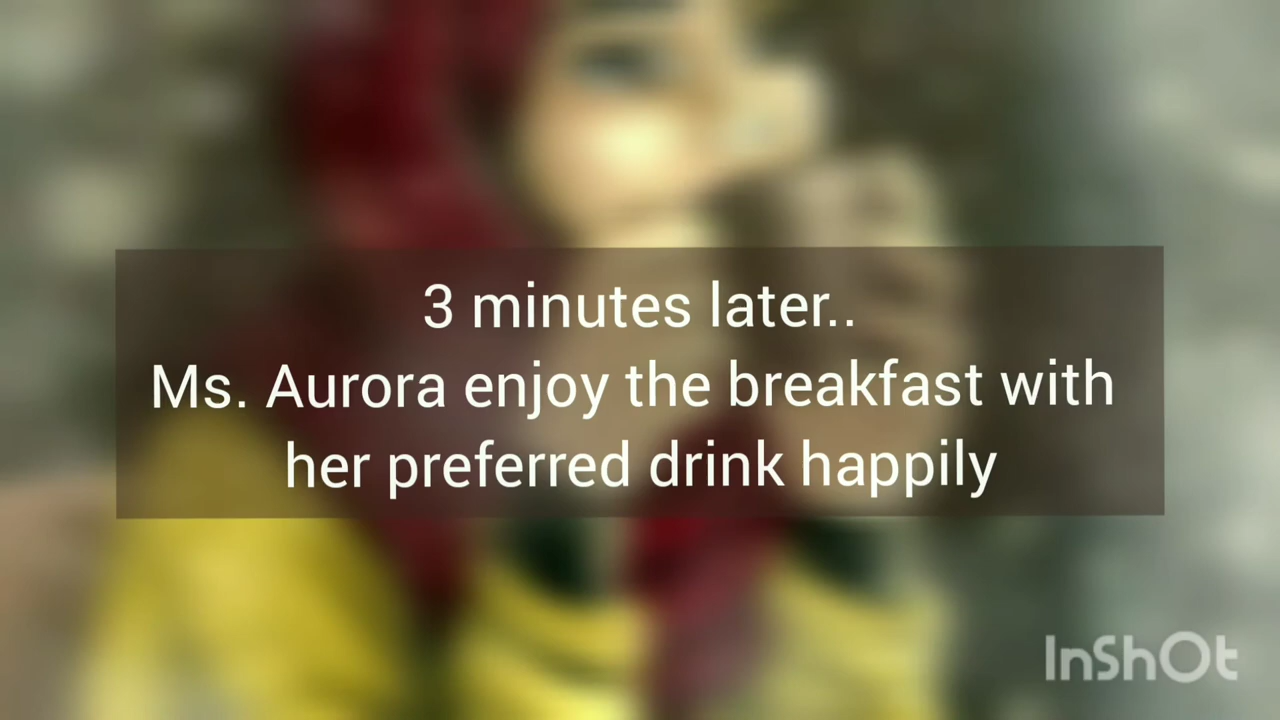 3 minutes later..
Ms. Aurora enjoy the breakfast with
her preferred drink happily
InShOt